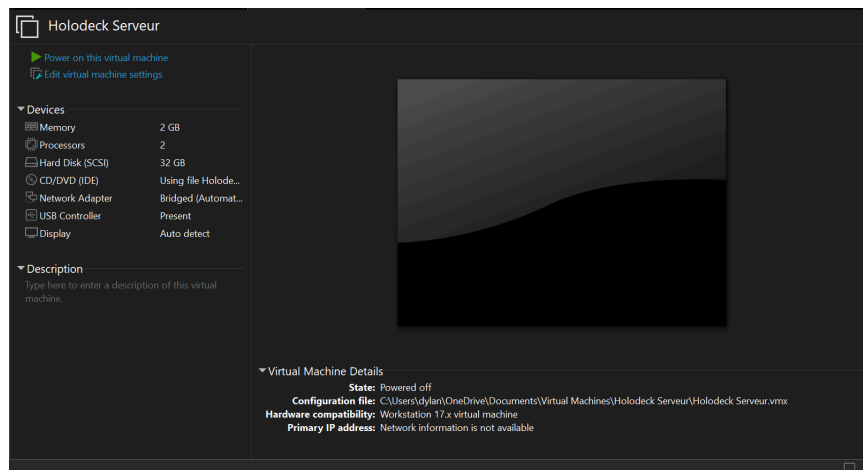 Holodeck Serveur
Power on this virtual machine
Edit virtual machine settings
Devices
Memory 2 GB
Processors 2
Hard Disk (SCSI) 32 GB
CD/DVD (IDE) Using file Holode...
Network Adapter Bridged (Automat...
USB Controller Present
Display Auto detect
Description
Type here to enter a description of this virtual
machine.
Virtual Machine Details
State: Powered off
Configuration file: C:\Users\dylan\OneDrive\Documents\Virtual Machines\Holodeck Serveur\Holodeck Serveur.vmx
Hardware compatibility: Workstation 17.x virtual machine
Primary IP address: Network information is not available